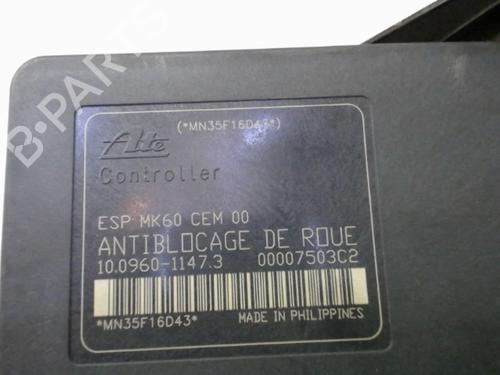 (*MN35F16D43*)
Ate
Controller
ESP MK60 CEM 00
ANTIBLOCAGE DE ROUE
10.0960-1147.3 00007503C2
*MN35F16D43*
MADE IN PHILIPPINES
B-PARTS